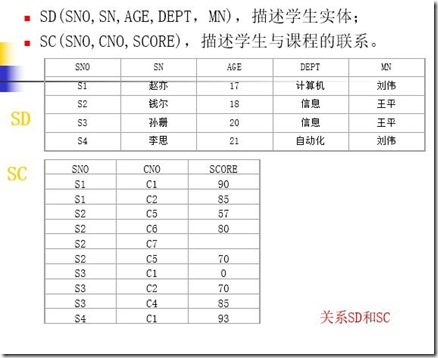 SD(SNO,SN,AGE,DEPT，MN)，描述学生实体；
SC(SNO,CNO,SCORE)，描述学生与课程的联系。
SD
SNO SN AGE DEPT MN
S1 赵亦 17 计算机 刘伟
S2 钱尔 18 信息 王平
S3 孙珊 20 信息 王平
S4 李思 21 自动化 刘伟
SC
SNO CNO SCORE
S1 C1 90
S1 C2 85
S2 C5 57
S2 C6 80
S2 C7
S2 C5 70
S3 C1 0
S3 C2 70
S3 C4 85
S4 C1 93
关系SD和SC